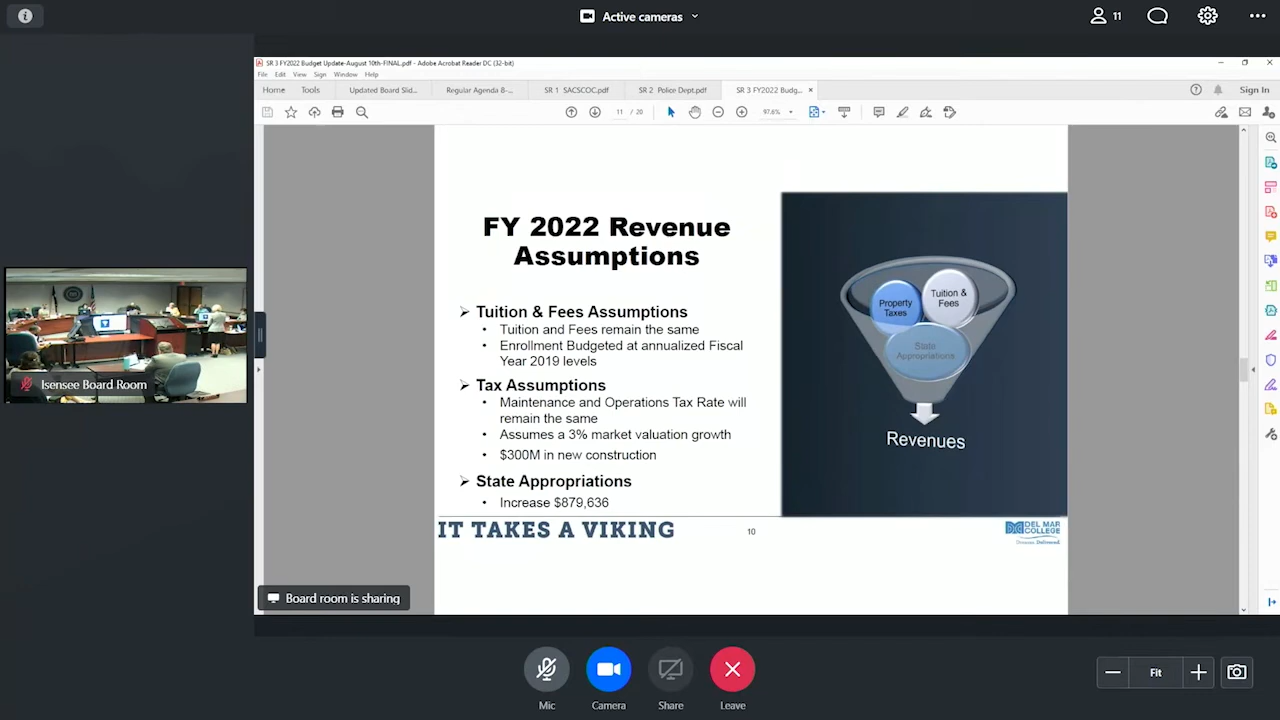 Active cameras
11
SR 3 FY2022 Budget Update-August 10th-FINAL.pdf - Adobe Acrobat Reader DC (32-bit)
File Edit View Sign Window Help
Home Tools Updated Board Slid... Regular Agenda 8-... SR 1 SACSCOC.pdf SR 2 Police Dept.pdf SR 3 FY2022 Budg... × Sign In
11 / 20 97.6%
FY 2022 Revenue
Assumptions
Tuition & Fees Assumptions
• Tuition and Fees remain the same
• Enrollment Budgeted at annualized Fiscal
Year 2019 levels
Tax Assumptions
• Maintenance and Operations Tax Rate will
remain the same
• Assumes a 3% market valuation growth
• $300M in new construction
State Appropriations
• Increase $879,636
Property
Taxes
Tuition &
Fees
State
Appropriations
Revenues
IT TAKES A VIKING
10
DEL MAR
COLLEGE
Dreams. Delivered.
Isensee Board Room
Board room is sharing
Mic
Camera
Share
Leave
Fit